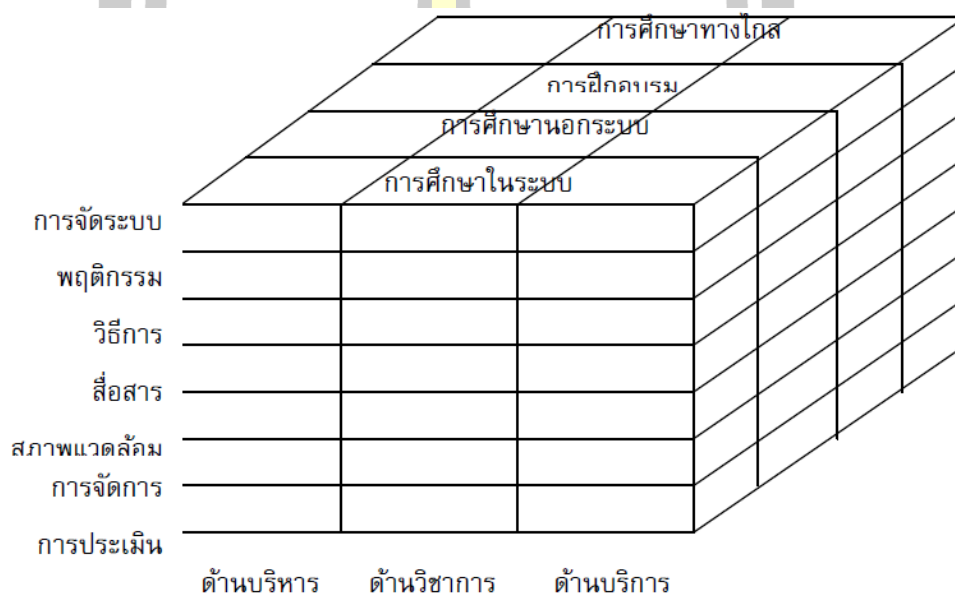 การศึกษาทางไกล
การฝึกอบรม
การศึกษานอกระบบ
การศึกษาในระบบ
การจัดระบบ
พฤติกรรม
วิธีการ
สื่อสาร
สภาพแวดล้อม
การจัดการ
การประเมิน
ด้านบริหาร ด้านวิชาการ ด้านบริการ